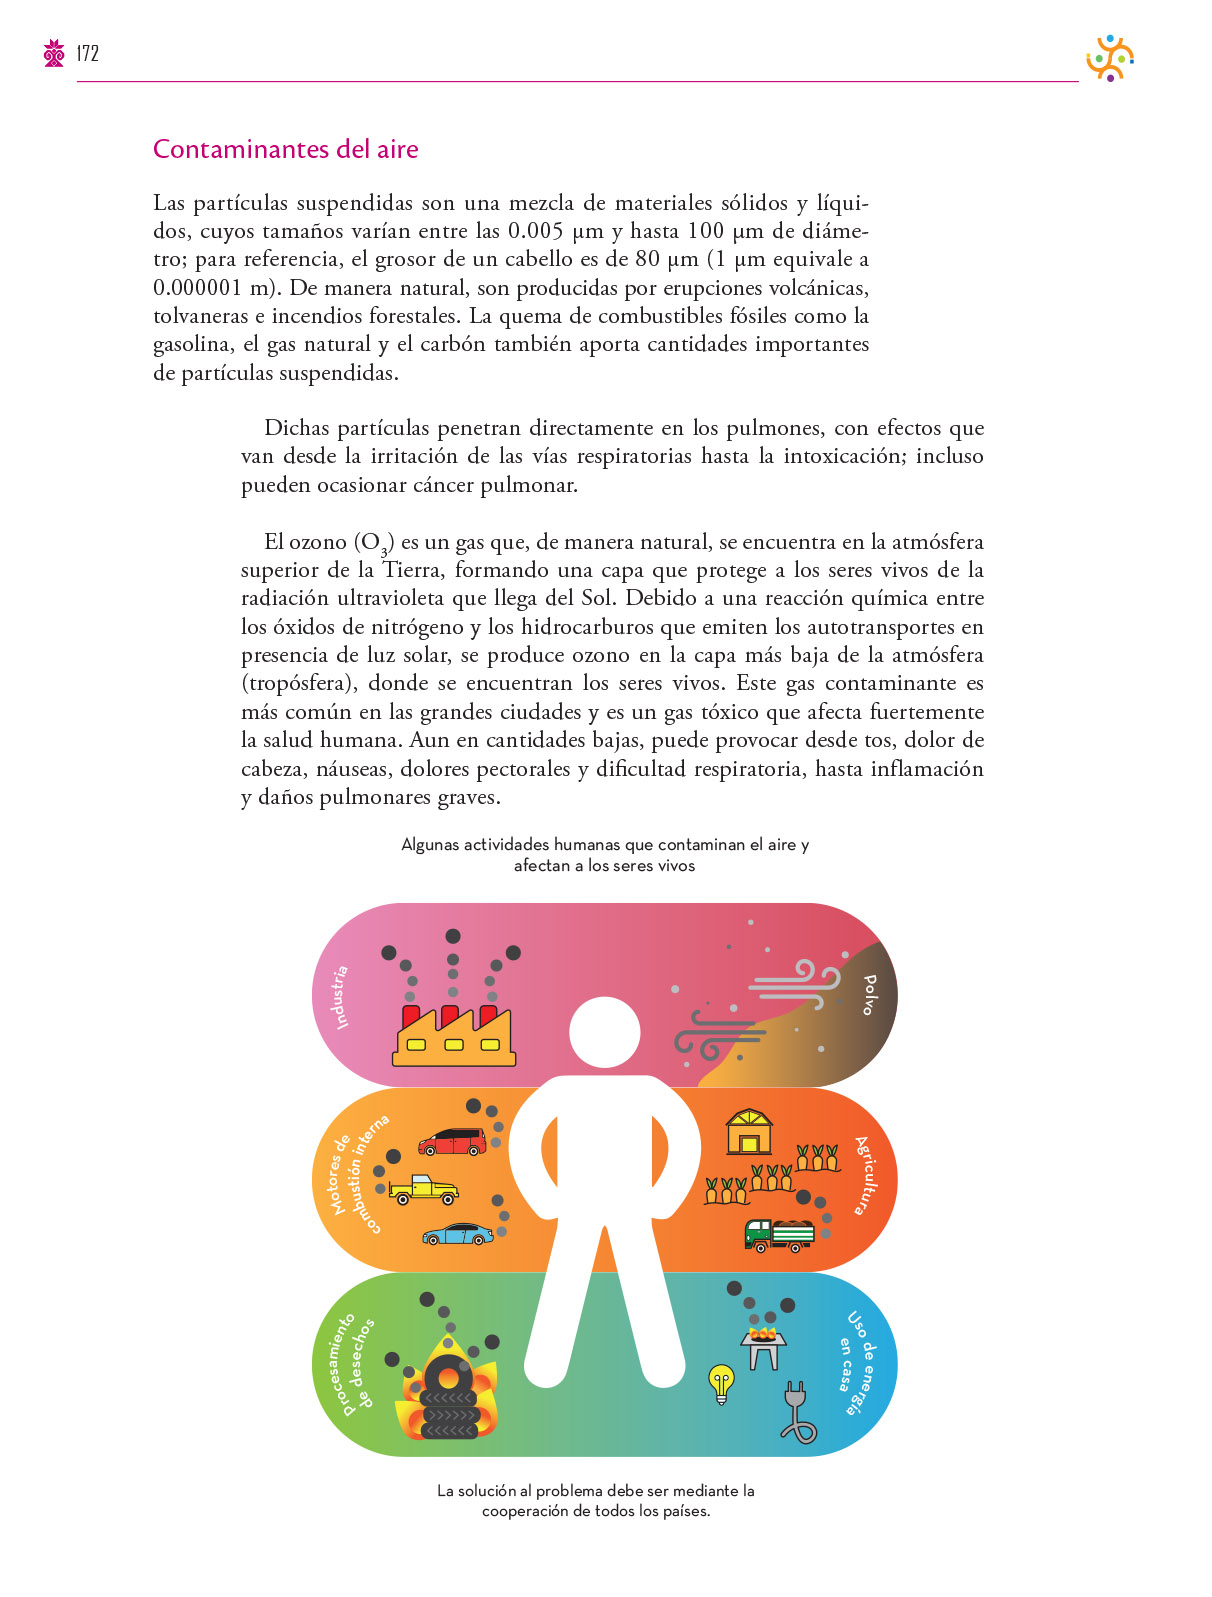 172
Contaminantes del aire
Las partículas suspendidas son una mezcla de materiales sólidos y líqui-
dos, cuyos tamaños varían entre las 0.005 µm y hasta 100 µm de diáme-
tro; para referencia, el grosor de un cabello es de 80 µm (1 µm equivale a
0.000001 m). De manera natural, son producidas por erupciones volcánicas,
tolvaneras e incendios forestales. La quema de combustibles fósiles como la
gasolina, el gas natural y el carbón también aporta cantidades importantes
de partículas suspendidas.
Dichas partículas penetran directamente en los pulmones, con efectos que
van desde la irritación de las vías respiratorias hasta la intoxicación; incluso
pueden ocasionar cáncer pulmonar.
El ozono (O₃) es un gas que, de manera natural, se encuentra en la atmósfera
superior de la Tierra, formando una capa que protege a los seres vivos de la
radiación ultravioleta que llega del Sol. Debido a una reacción química entre
los óxidos de nitrógeno y los hidrocarburos que emiten los autotransportes en
presencia de luz solar, se produce ozono en la capa más baja de la atmósfera
(tropósfera), donde se encuentran los seres vivos. Este gas contaminante es
más común en las grandes ciudades y es un gas tóxico que afecta fuertemente
la salud humana. Aun en cantidades bajas, puede provocar desde tos, dolor de
cabeza, náuseas, dolores pectorales y dificultad respiratoria, hasta inflamación
y daños pulmonares graves.
Algunas actividades humanas que contaminan el aire y
afectan a los seres vivos
Industria
Polvo
Motores de
combustión interna
Agricultura
Procesamiento
de desechos
Uso de energía
en casa
La solución al problema debe ser mediante la
cooperación de todos los países.